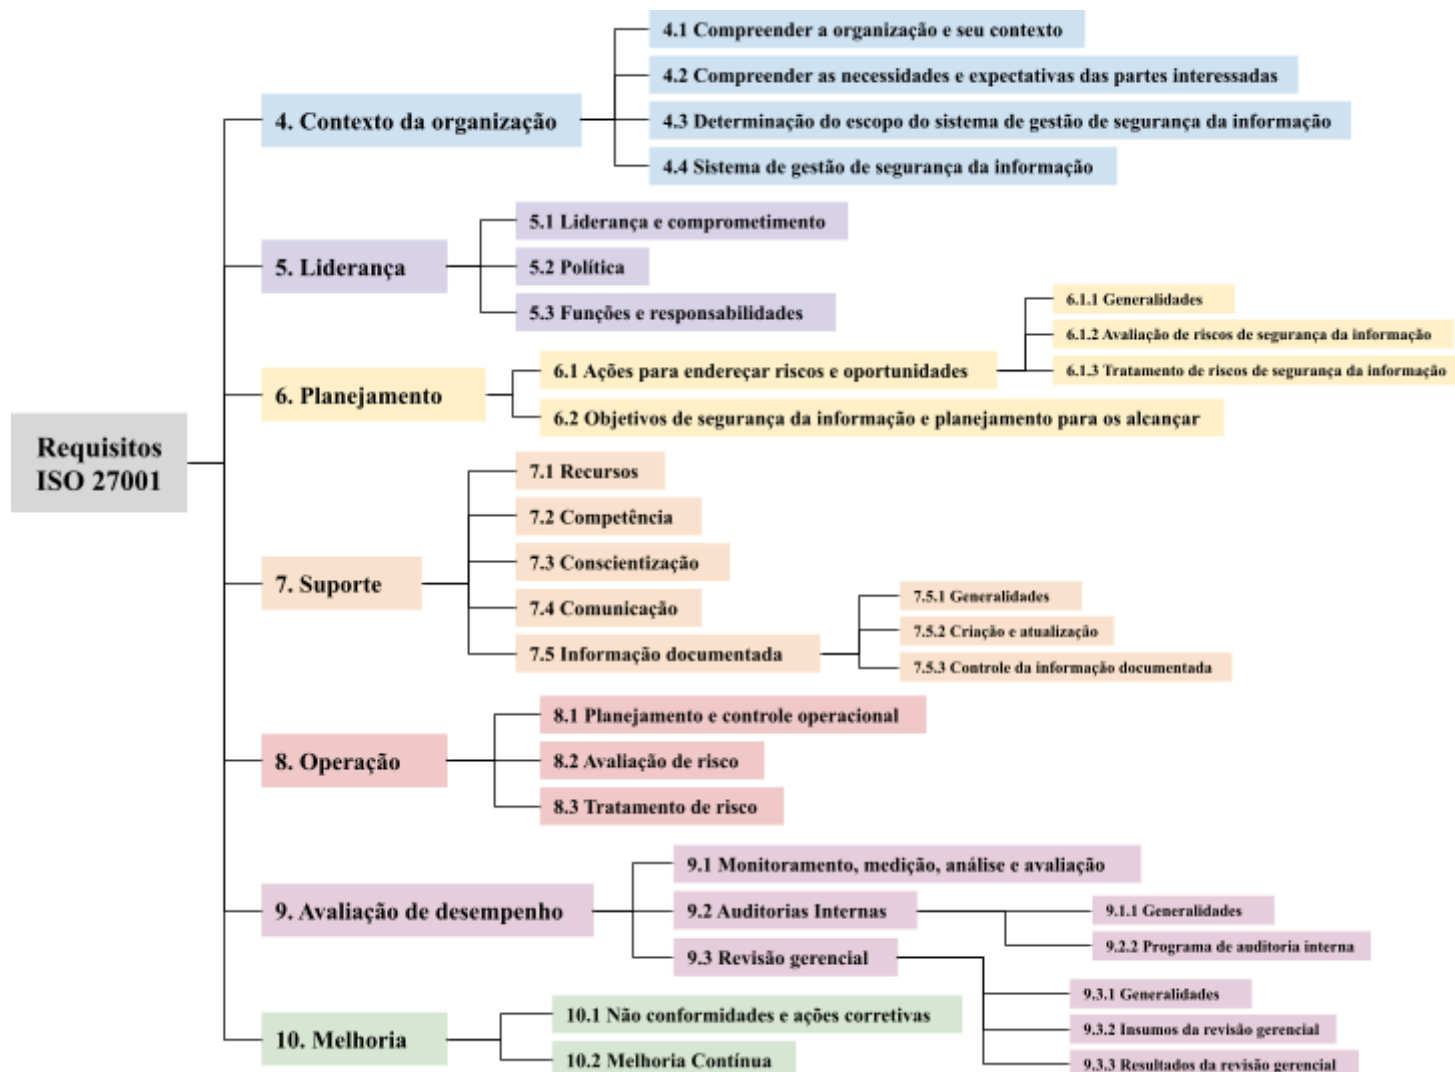 Requisitos
ISO 27001
4. Contexto da organização
4.1 Compreender a organização e seu contexto
4.2 Compreender as necessidades e expectativas das partes interessadas
4.3 Determinação do escopo do sistema de gestão de segurança da informação
4.4 Sistema de gestão de segurança da informação
5. Liderança
5.1 Liderança e comprometimento
5.2 Política
5.3 Funções e responsabilidades
6. Planejamento
6.1 Ações para endereçar riscos e oportunidades
6.1.1 Generalidades
6.1.2 Avaliação de riscos de segurança da informação
6.1.3 Tratamento de riscos de segurança da informação
6.2 Objetivos de segurança da informação e planejamento para os alcançar
7. Suporte
7.1 Recursos
7.2 Competência
7.3 Conscientização
7.4 Comunicação
7.5 Informação documentada
7.5.1 Generalidades
7.5.2 Criação e atualização
7.5.3 Controle da informação documentada
8. Operação
8.1 Planejamento e controle operacional
8.2 Avaliação de risco
8.3 Tratamento de risco
9. Avaliação de desempenho
9.1 Monitoramento, medição, análise e avaliação
9.2 Auditorias Internas
9.1.1 Generalidades
9.2.2 Programa de auditoria interna
9.3 Revisão gerencial
9.3.1 Generalidades
9.3.2 Insumos da revisão gerencial
9.3.3 Resultados da revisão gerencial
10. Melhoria
10.1 Não conformidades e ações corretivas
10.2 Melhoria Contínua